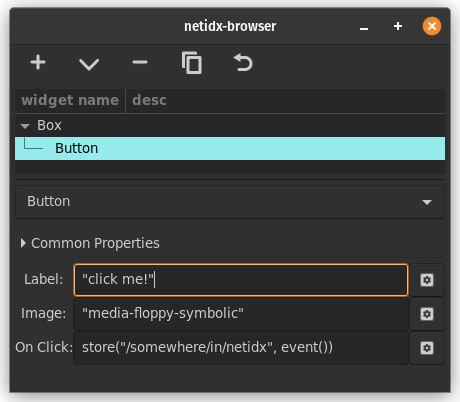 netidx-browser
widget name desc
Box
Button
Button
Common Properties
Label: "click me!"
Image: "media-floppy-symbolic"
On Click: store("/somewhere/in/netidx", event())